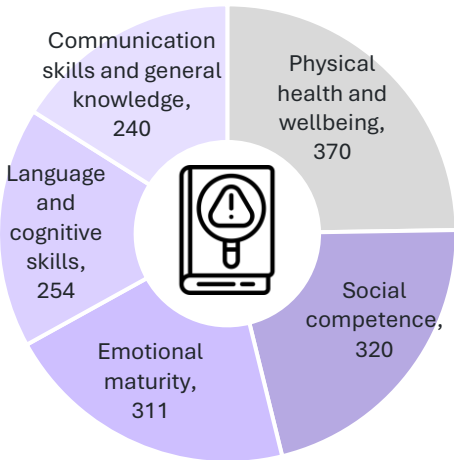 Physical
health and
wellbeing,
370
Social
competence,
320
Emotional
maturity,
311
Language
and
cognitive
skills,
254
Communication
skills and general
knowledge,
240